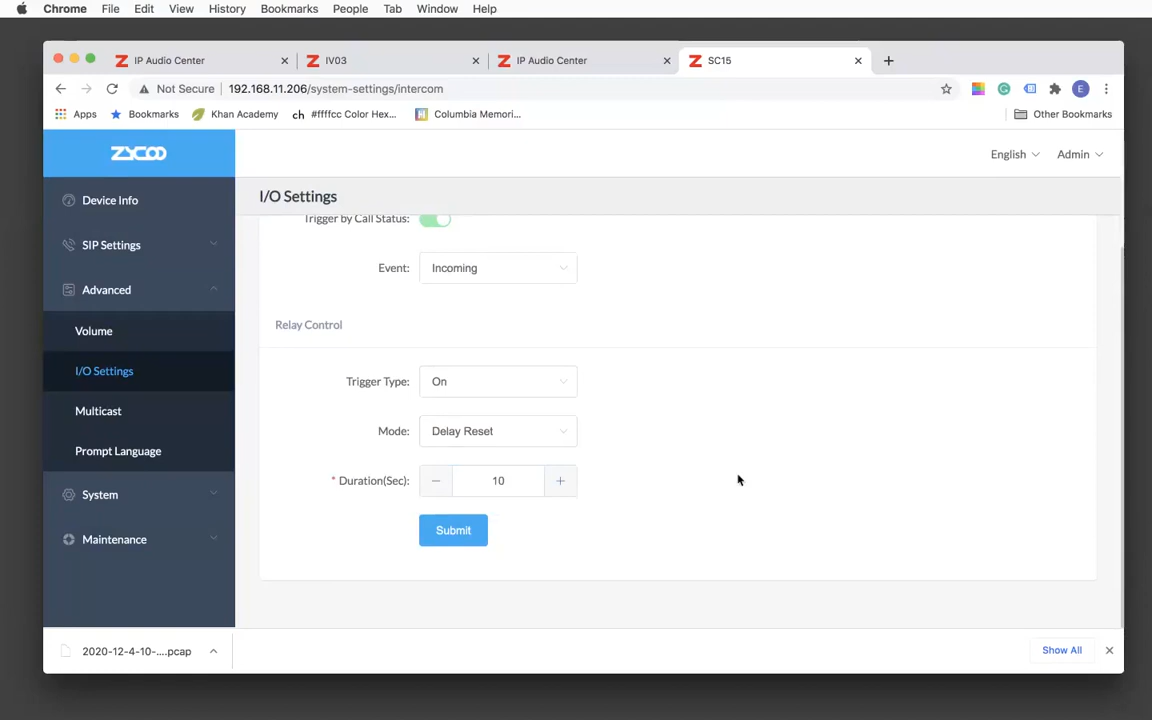 Chrome File Edit View History Bookmarks People Tab Window Help
IP Audio Center
IV03
IP Audio Center
SC15
Not Secure 192.168.11.206/system-settings/intercom
Apps Bookmarks Khan Academy ch #ffffcc Color Hex... Columbia Memori... Other Bookmarks
ZYCOO
English Admin
Device Info
SIP Settings
Advanced
Volume
I/O Settings
Multicast
Prompt Language
System
Maintenance
I/O Settings
Trigger by Call Status:
Event: Incoming
Relay Control
Trigger Type: On
Mode: Delay Reset
* Duration(Sec): − 10 +
Submit
2020-12-4-10-....pcap
Show All